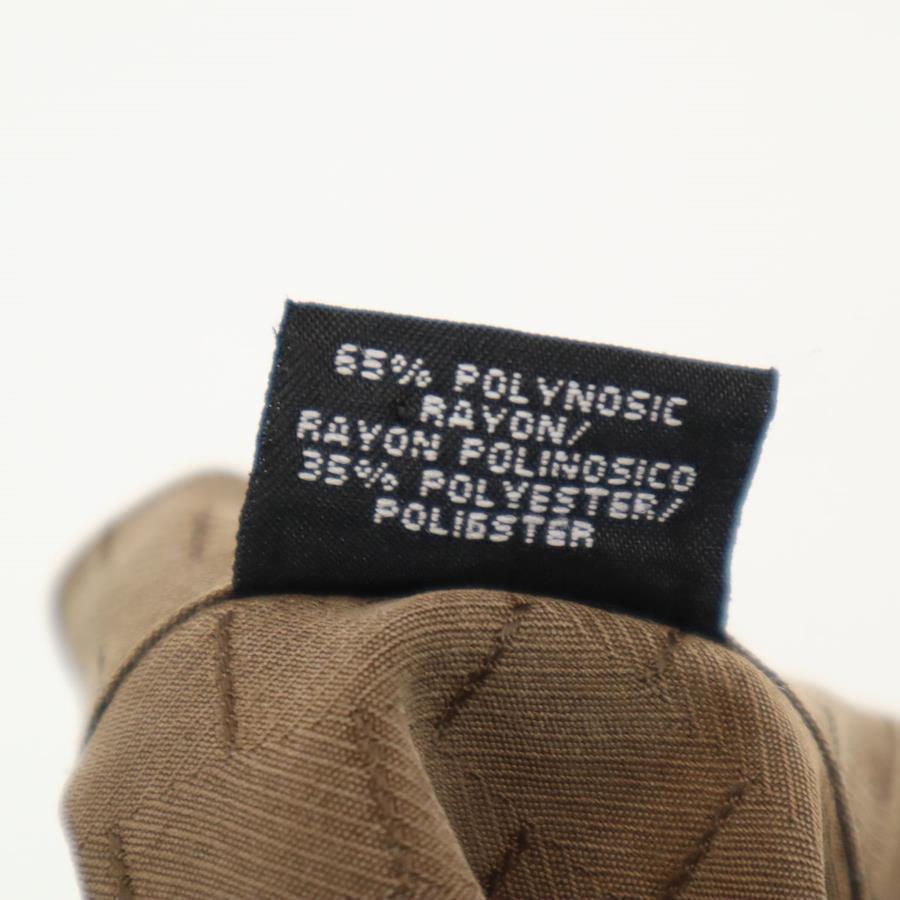 65% POLYNOSIC
RAYON/
RAYON POLINOSICO
35% POLYESTER/
POLIESTER